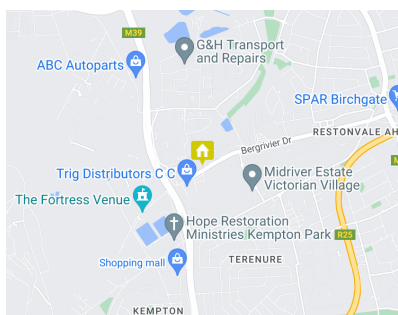 M39
G&H Transport
and Repairs
ABC Autoparts
SPAR Birchgate
RESTONVALE AH
Bergrivier Dr
M
Trig Distributors C C
Midriver Estate
Victorian Village
The Fortress Venue
Hope Restoration
Ministries Kempton Park
R25
Shopping mall
TERENURE
KEMPTON